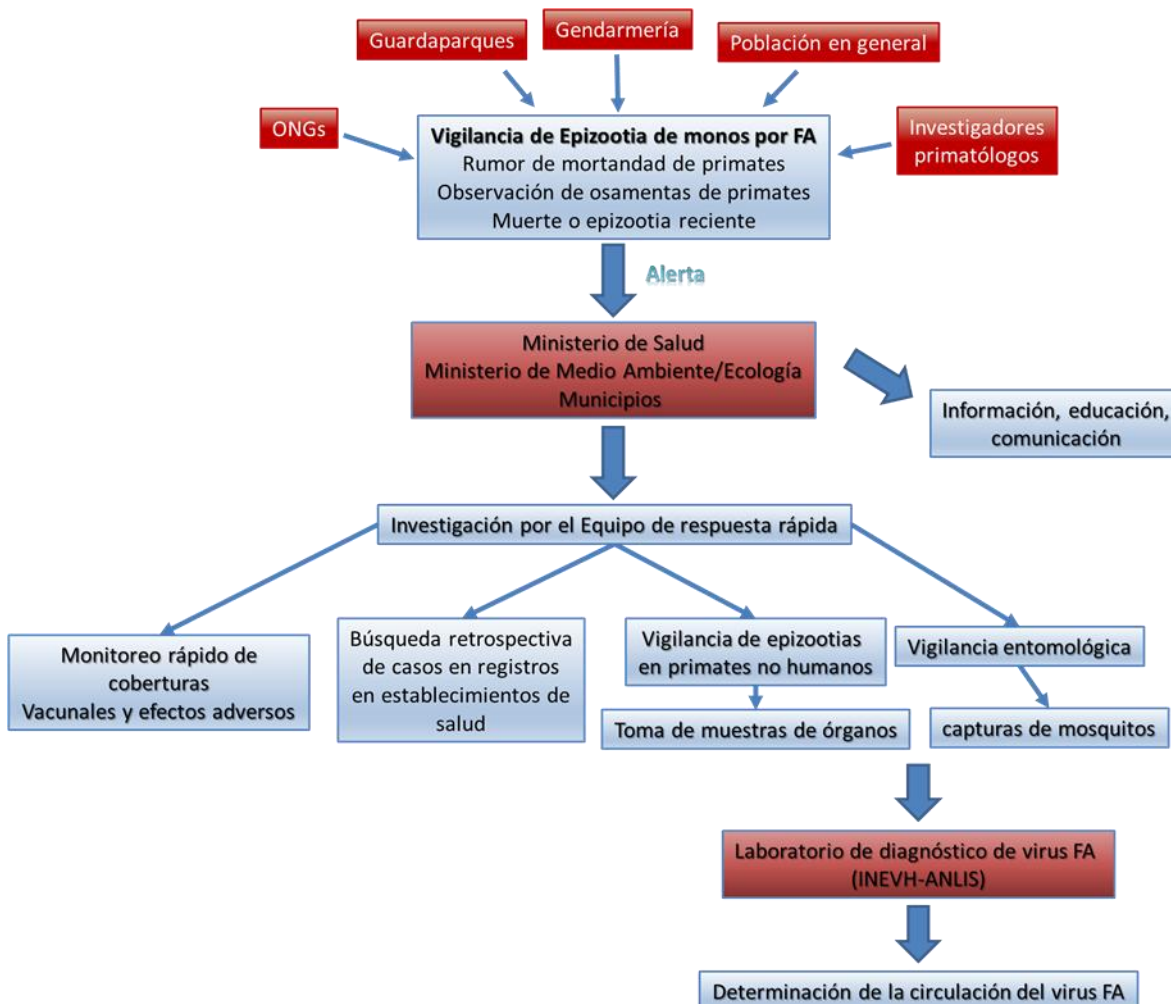 Guardaparques
Gendarmería
Población en general
ONGs
Vigilancia de Epizootia de monos por FA
Rumor de mortandad de primates
Observación de osamentas de primates
Muerte o epizootia reciente
Investigadores
primatólogos
Alerta
Ministerio de Salud
Ministerio de Medio Ambiente/Ecología
Municipios
Información, educación,
comunicación
Investigación por el Equipo de respuesta rápida
Monitoreo rápido de
coberturas
Vacunales y efectos adversos
Búsqueda retrospectiva
de casos en registros
en establecimientos de
salud
Vigilancia de epizootias
en primates no humanos
Vigilancia entomológica
Toma de muestras de órganos
capturas de mosquitos
Laboratorio de diagnóstico de virus FA
(INEVH-ANLIS)
Determinación de la circulación del virus FA